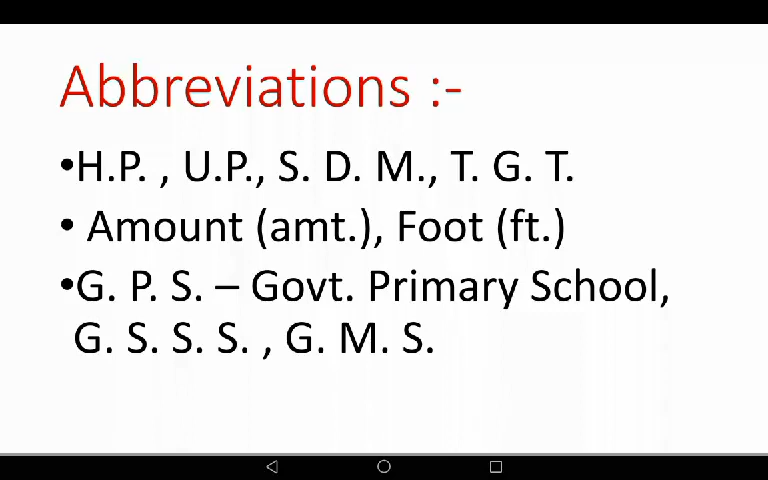 Abbreviations :-
•H.P. , U.P., S. D. M., T. G. T.
• Amount (amt.), Foot (ft.)
•G. P. S. – Govt. Primary School,
G. S. S. S. , G. M. S.